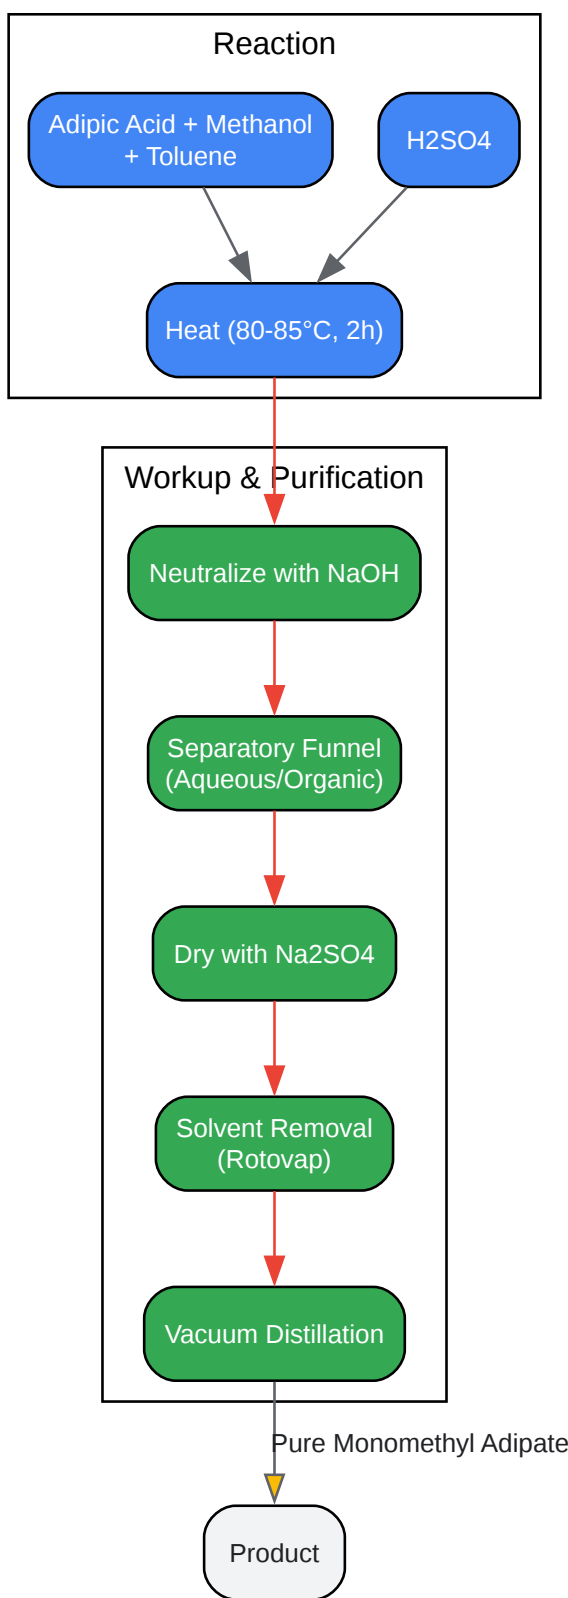 Reaction
Adipic Acid + Methanol
+ Toluene
H2SO4
Heat (80-85°C, 2h)
Workup & Purification
Neutralize with NaOH
Separatory Funnel
(Aqueous/Organic)
Dry with Na2SO4
Solvent Removal
(Rotovap)
Vacuum Distillation
Pure Monomethyl Adipate
Product